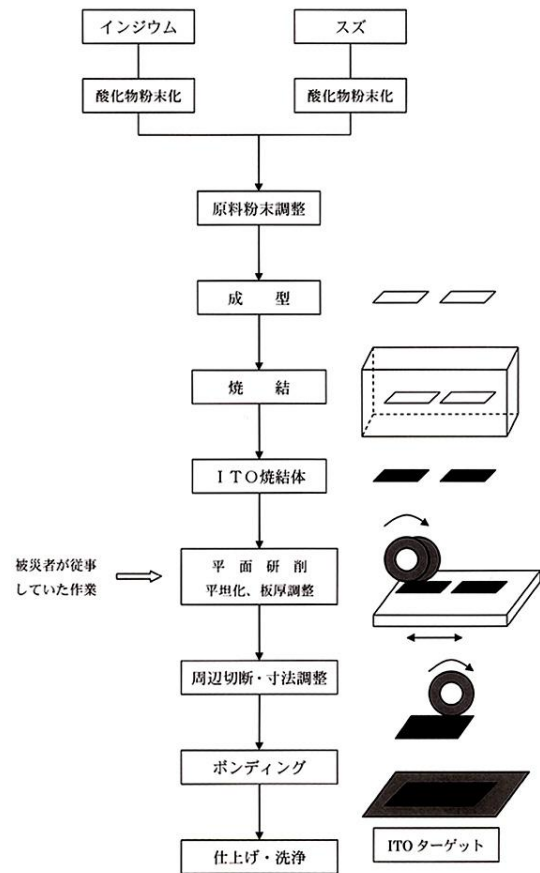 インジウム
スズ
酸化物粉末化
酸化物粉末化
原料粉末調整
成　型
焼　結
ＩＴＯ焼結体
被災者が従事
していた作業
平　面　研　削
平坦化、板厚調整
周辺切断・寸法調整
ボンディング
仕上げ・洗浄
ITO ターゲット